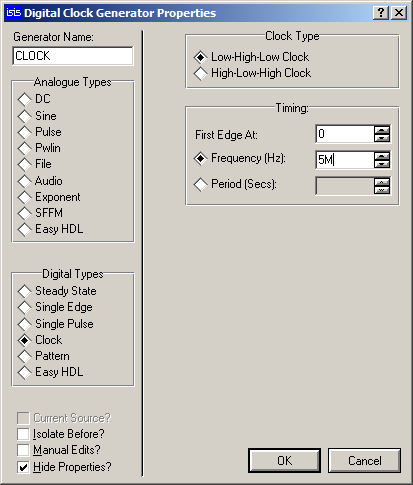 isis Digital Clock Generator Properties
Generator Name:
CLOCK
Analogue Types
DC
Sine
Pulse
Pwlin
File
Audio
Exponent
SFFM
Easy HDL
Digital Types
Steady State
Single Edge
Single Pulse
Clock
Pattern
Easy HDL
Current Source?
Isolate Before?
Manual Edits?
Hide Properties?
Clock Type
Low-High-Low Clock
High-Low-High Clock
Timing:
First Edge At: 0
Frequency (Hz): 5M
Period (Secs):
OK Cancel